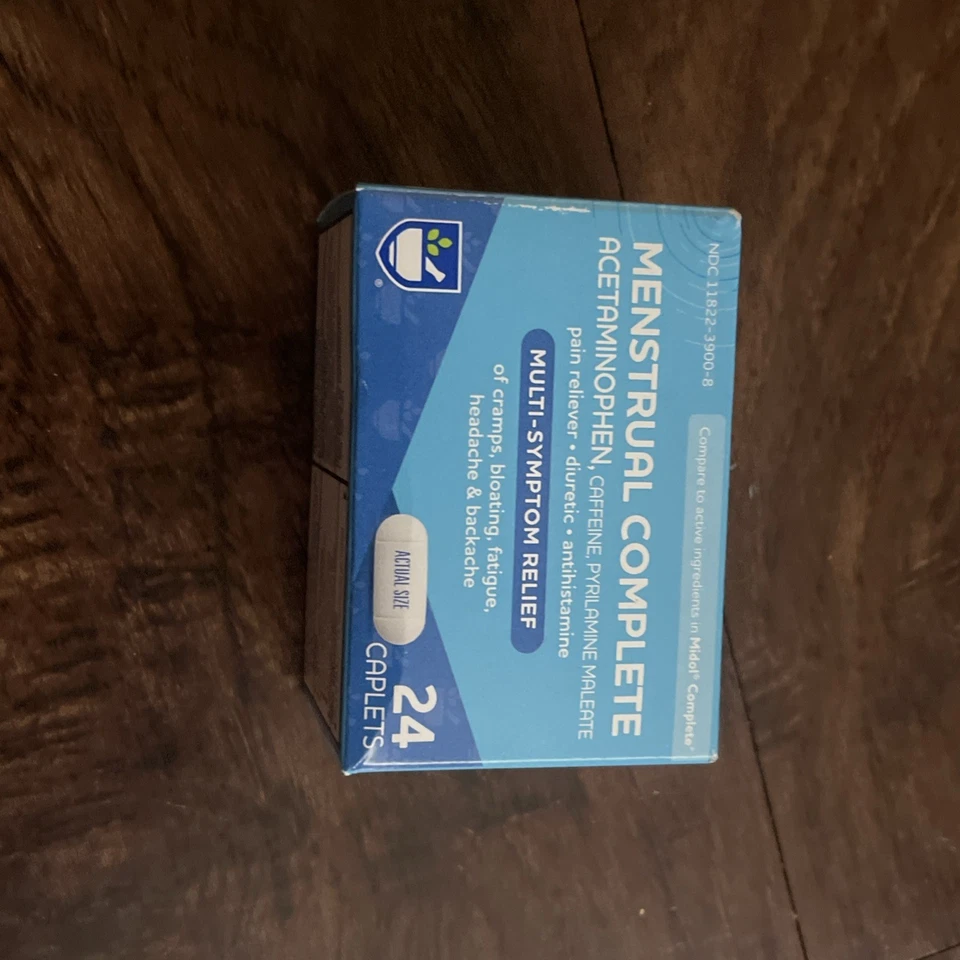 NDC 11822-3900-8
Compare to active ingredients in Midol® Complete*
MENSTRUAL COMPLETE
ACETAMINOPHEN, CAFFEINE, PYRILAMINE MALEATE
pain reliever • diuretic • antihistamine
MULTI-SYMPTOM RELIEF
of cramps, bloating, fatigue,
headache & backache
®
ACTUAL SIZE
24
CAPLETS